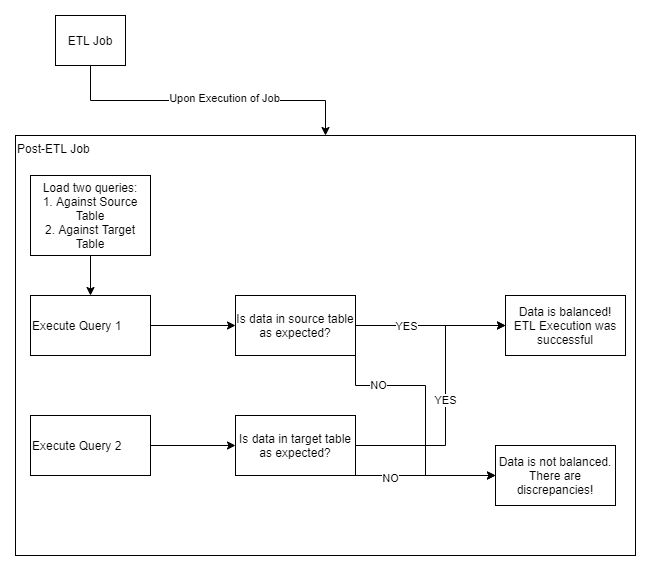 ETL Job
Upon Execution of Job
Post-ETL Job
Load two queries:
1. Against Source
Table
2. Against Target
Table
Execute Query 1
Is data in source table
as expected?
YES
Data is balanced!
ETL Execution was
successful
NO
YES
Execute Query 2
Is data in target table
as expected?
NO
Data is not balanced.
There are
discrepancies!